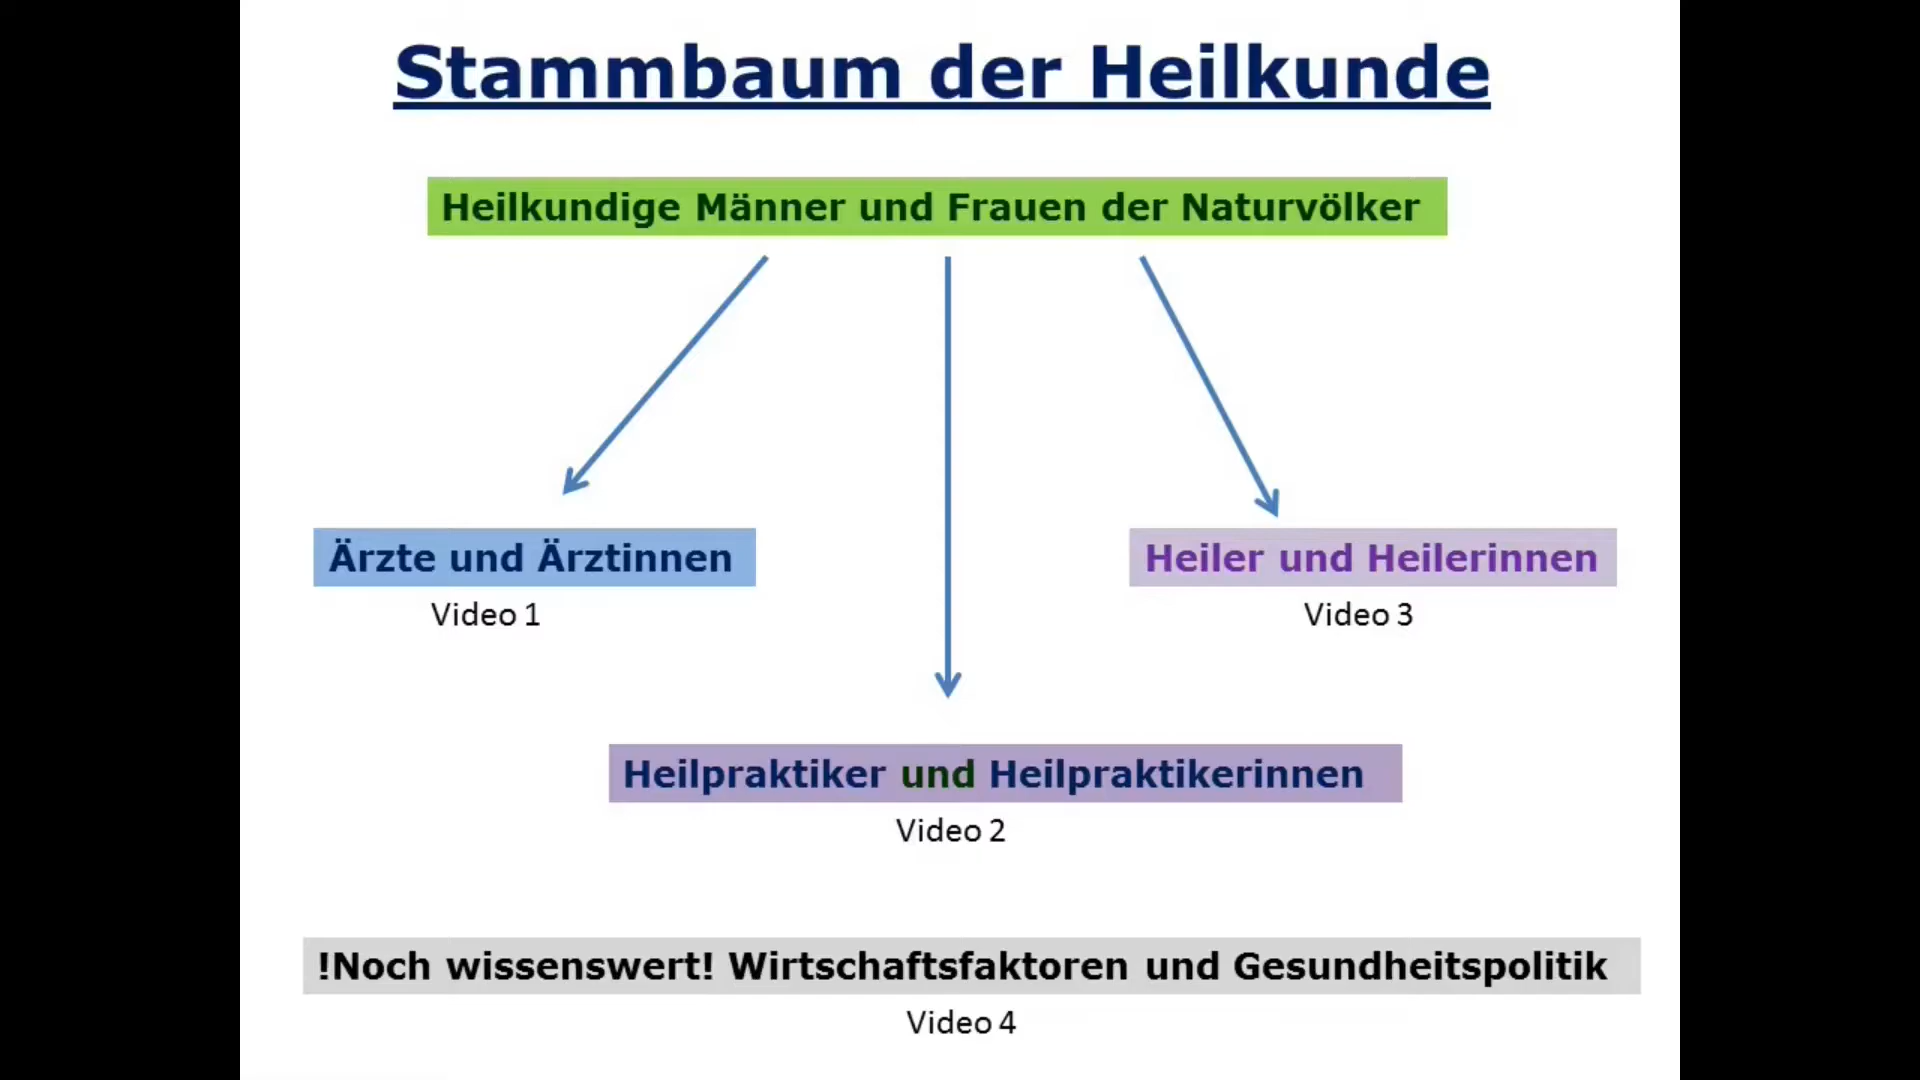 Stammbaum der Heilkunde
Heilkundige Männer und Frauen der Naturvölker
Ärzte und Ärztinnen
Video 1
Heiler und Heilerinnen
Video 3
Heilpraktiker und Heilpraktikerinnen
Video 2
!Noch wissenswert! Wirtschaftsfaktoren und Gesundheitspolitik
Video 4